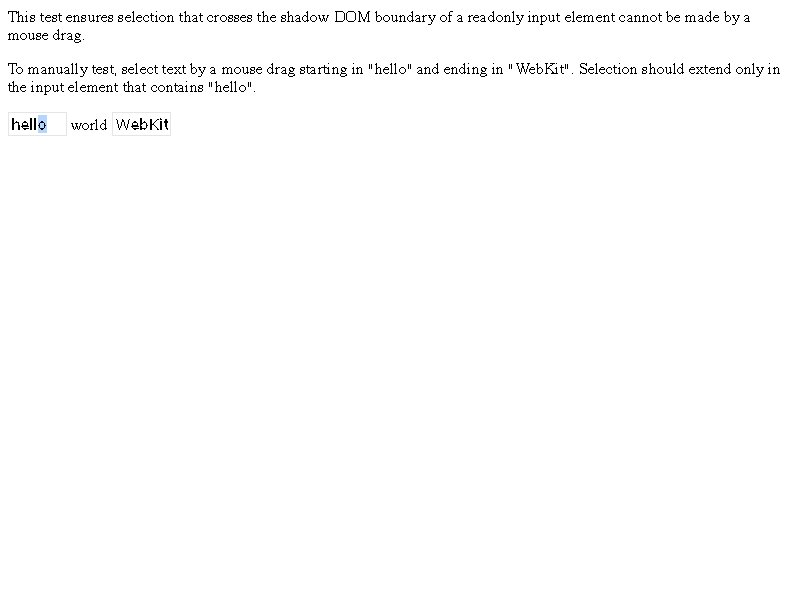 This test ensures selection that crosses the shadow DOM boundary of a readonly input element cannot be made by a
mouse drag.
To manually test, select text by a mouse drag starting in "hello" and ending in "WebKit". Selection should extend only in
the input element that contains "hello".
hello world WebKit